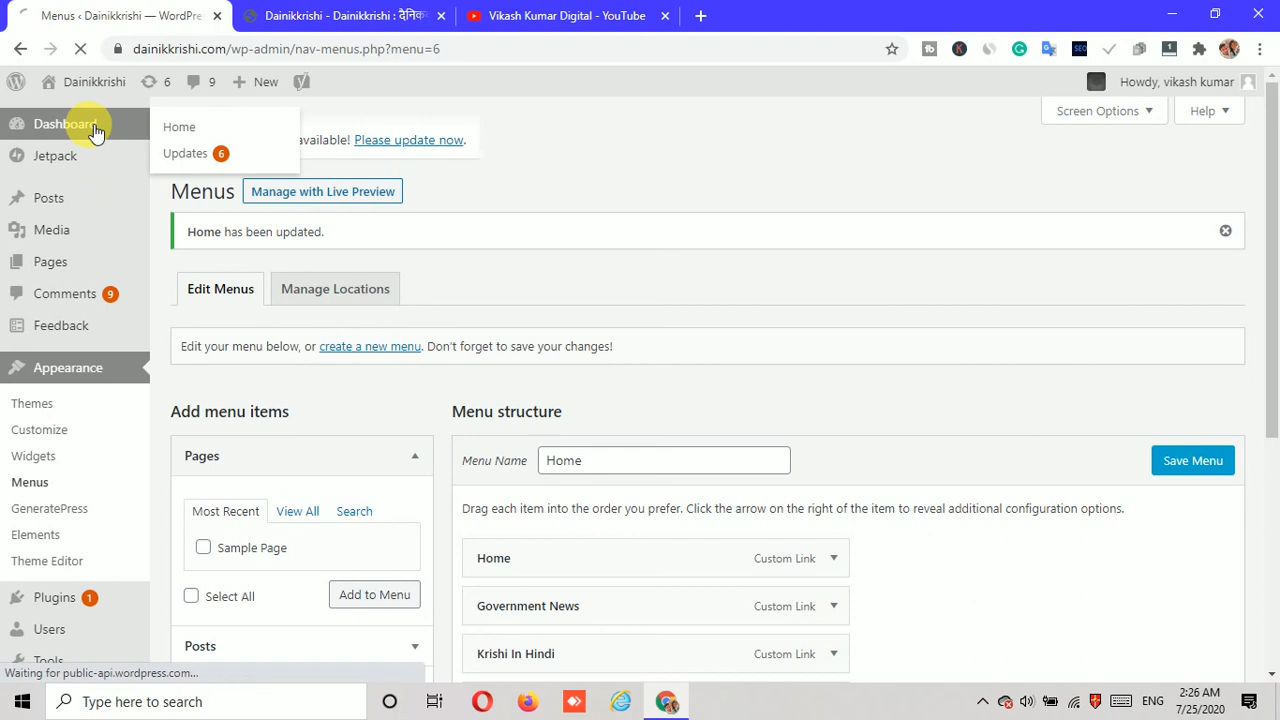 Menus ‹ Dainikkrishi — WordPre
Dainikkrishi - Dainikkrishi : दैनिक
Vikash Kumar Digital - YouTube
dainikkrishi.com/wp-admin/nav-menus.php?menu=6
Dainikkrishi 6 9 New
Howdy, vikash kumar
Dashboard
Home
Updates 6
available! Please update now.
Screen Options
Help
Jetpack
Posts
Media
Pages
Comments 9
Feedback
Appearance
Themes
Customize
Widgets
Menus
GeneratePress
Elements
Theme Editor
Plugins 1
Users
Tools
Menus
Manage with Live Preview
Home has been updated.
Edit Menus
Manage Locations
Edit your menu below, or create a new menu. Don't forget to save your changes!
Add menu items
Pages
Most Recent
View All
Search
Sample Page
Select All
Add to Menu
Posts
Menu structure
Menu Name
Home
Save Menu
Drag each item into the order you prefer. Click the arrow on the right of the item to reveal additional configuration options.
Home
Custom Link
Government News
Custom Link
Krishi In Hindi
Custom Link
Waiting for public-api.wordpress.com...
Type here to search
ENG
2:26 AM
7/25/2020